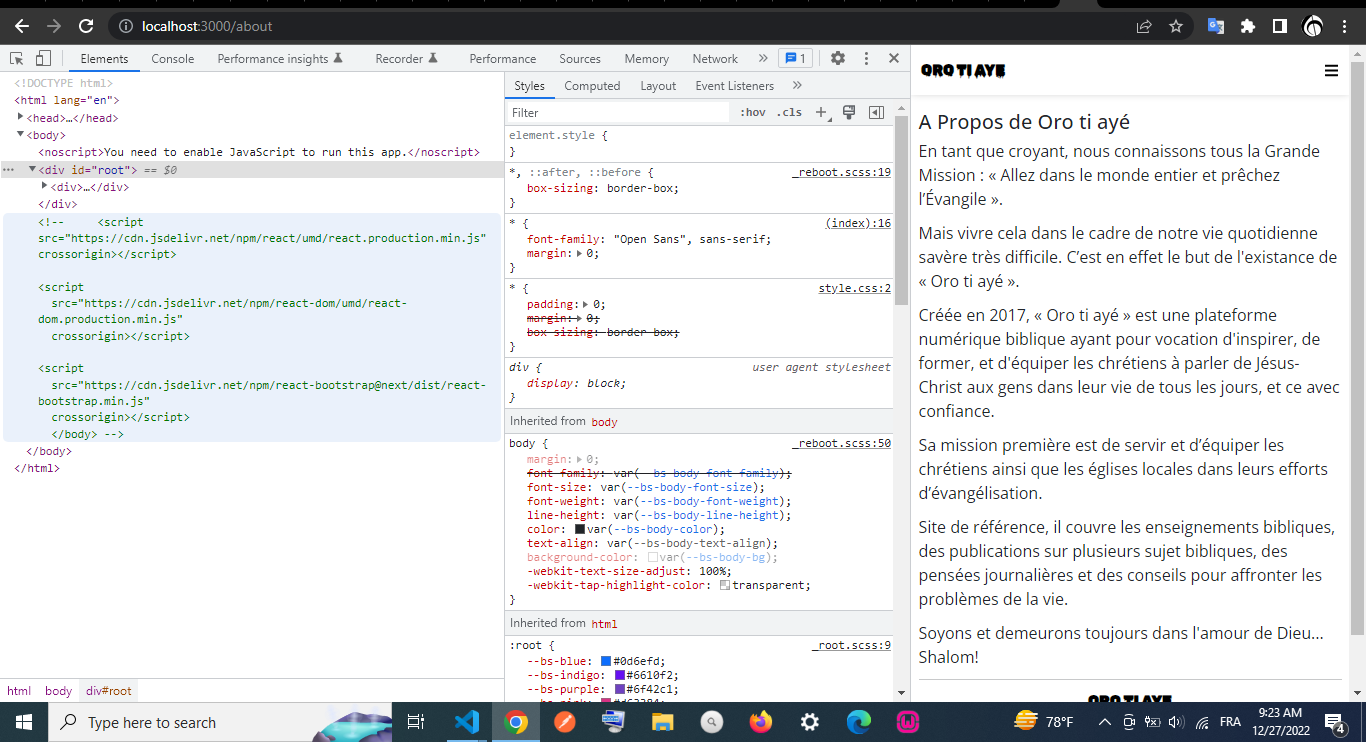 localhost:3000/about
Elements Console Performance insights Recorder Performance Sources Memory Network » 1
<!DOCTYPE html>
<html lang="en">
<head>…</head>
<body>
<noscript>You need to enable JavaScript to run this app.</noscript>
… <div id="root"> == $0
<div>…</div>
</div>
<!-- <script
src="https://cdn.jsdelivr.net/npm/react/umd/react.production.min.js"
crossorigin></script>
<script
src="https://cdn.jsdelivr.net/npm/react-dom/umd/react-
dom.production.min.js"
crossorigin></script>
<script
src="https://cdn.jsdelivr.net/npm/react-bootstrap@next/dist/react-
bootstrap.min.js"
crossorigin></script>
</body> -->
</body>
</html>
html body div#root
Styles Computed Layout Event Listeners »
Filter :hov .cls +
element.style {
}
*, ::after, ::before { _reboot.scss:19
box-sizing: border-box;
}
* { (index):16
font-family: "Open Sans", sans-serif;
margin: 0;
}
* { style.css:2
padding: 0;
margin: 0;
box-sizing: border-box;
}
div { user agent stylesheet
display: block;
}
Inherited from body
body { _reboot.scss:50
margin: 0;
font-family: var(--bs-body-font-family);
font-size: var(--bs-body-font-size);
font-weight: var(--bs-body-font-weight);
line-height: var(--bs-body-line-height);
color: var(--bs-body-color);
text-align: var(--bs-body-text-align);
background-color: var(--bs-body-bg);
-webkit-text-size-adjust: 100%;
-webkit-tap-highlight-color: transparent;
}
Inherited from html
:root { _root.scss:9
--bs-blue: #0d6efd;
--bs-indigo: #6610f2;
--bs-purple: #6f42c1;
ORO TI AYE
A Propos de Oro ti ayé
En tant que croyant, nous connaissons tous la Grande
Mission : « Allez dans le monde entier et prêchez
l’Évangile ».
Mais vivre cela dans le cadre de notre vie quotidienne
savère très difficile. C’est en effet le but de l'existance de
« Oro ti ayé ».
Créée en 2017, « Oro ti ayé » est une plateforme
numérique biblique ayant pour vocation d'inspirer, de
former, et d'équiper les chrétiens à parler de Jésus-
Christ aux gens dans leur vie de tous les jours, et ce avec
confiance.
Sa mission première est de servir et d’équiper les
chrétiens ainsi que les églises locales dans leurs efforts
d’évangélisation.
Site de référence, il couvre les enseignements bibliques,
des publications sur plusieurs sujet bibliques, des
pensées journalières et des conseils pour affronter les
problèmes de la vie.
Soyons et demeurons toujours dans l'amour de Dieu...
Shalom!
ORO TI AYE
Type here to search
78°F
FRA
9:23 AM
12/27/2022
4